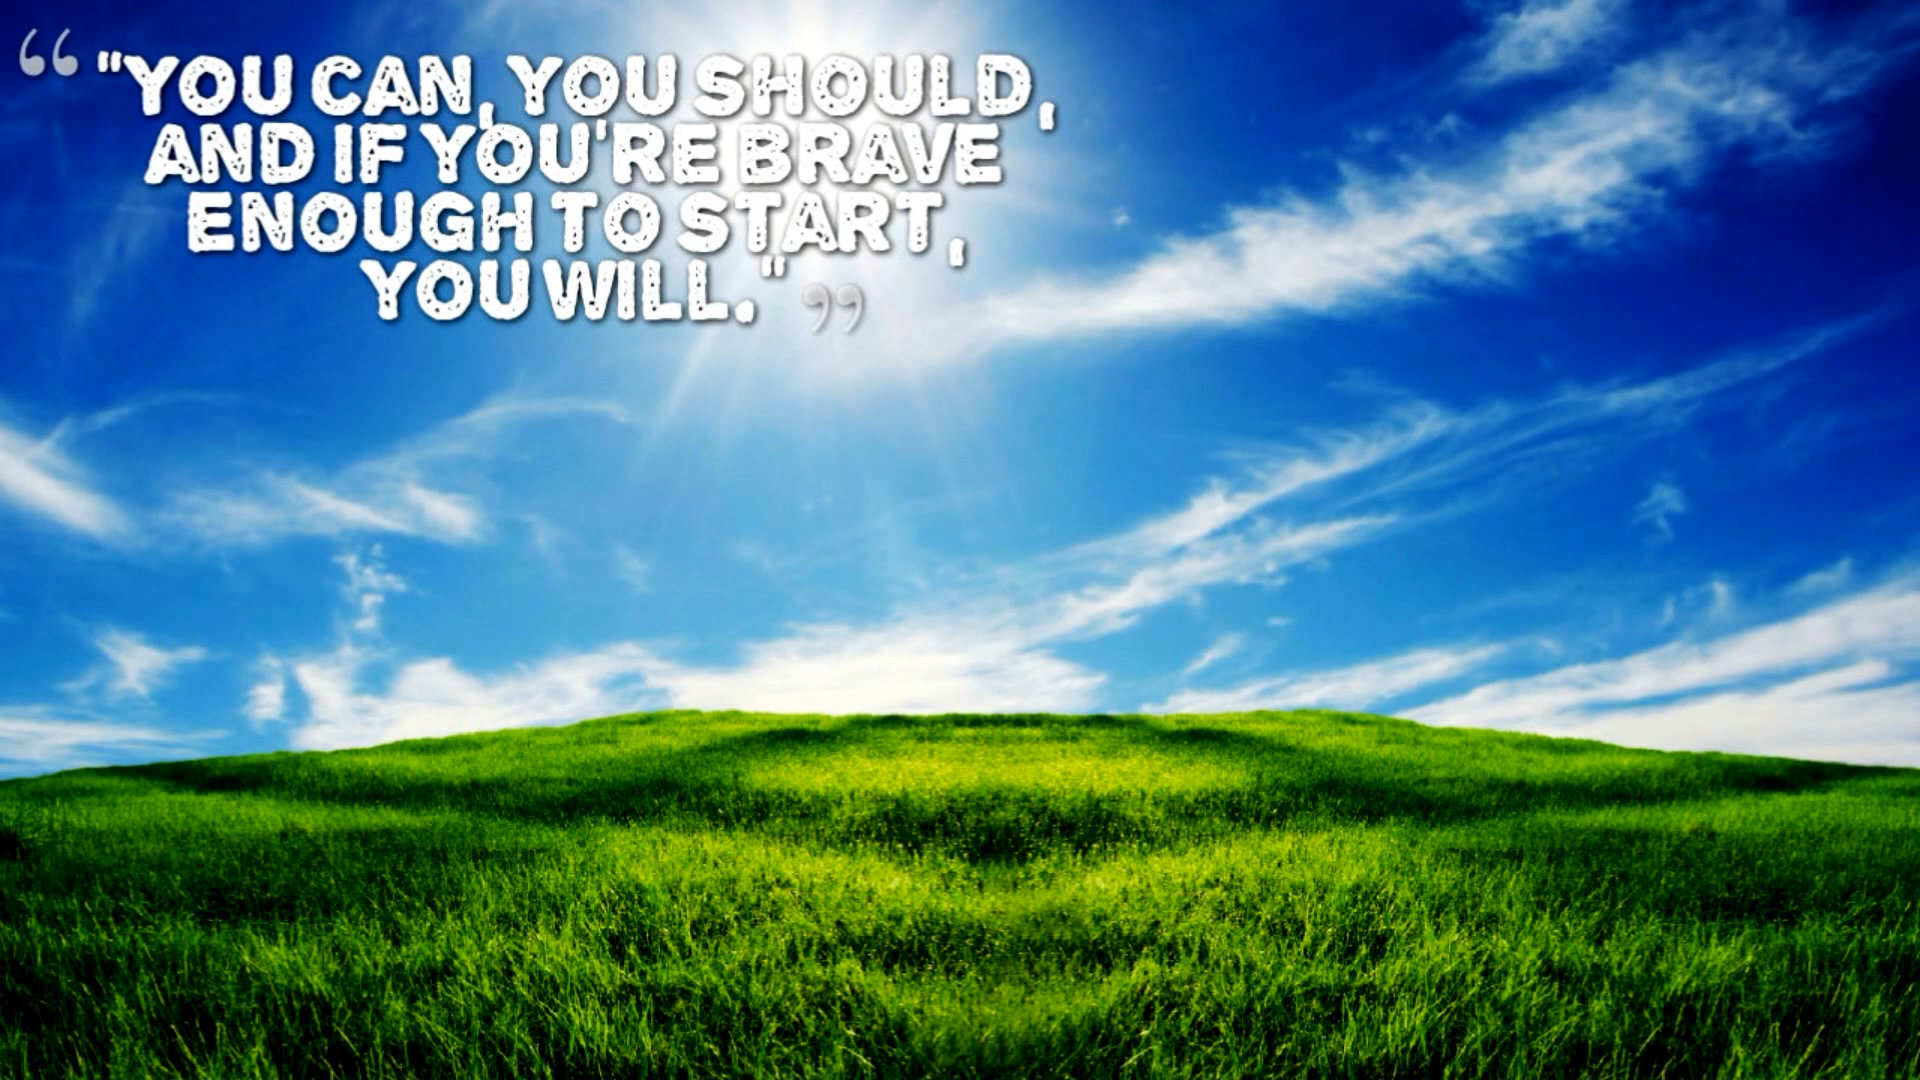 “ "YOU CAN, YOU SHOULD,
AND IF YOU'RE BRAVE
ENOUGH TO START,
YOU WILL." ”